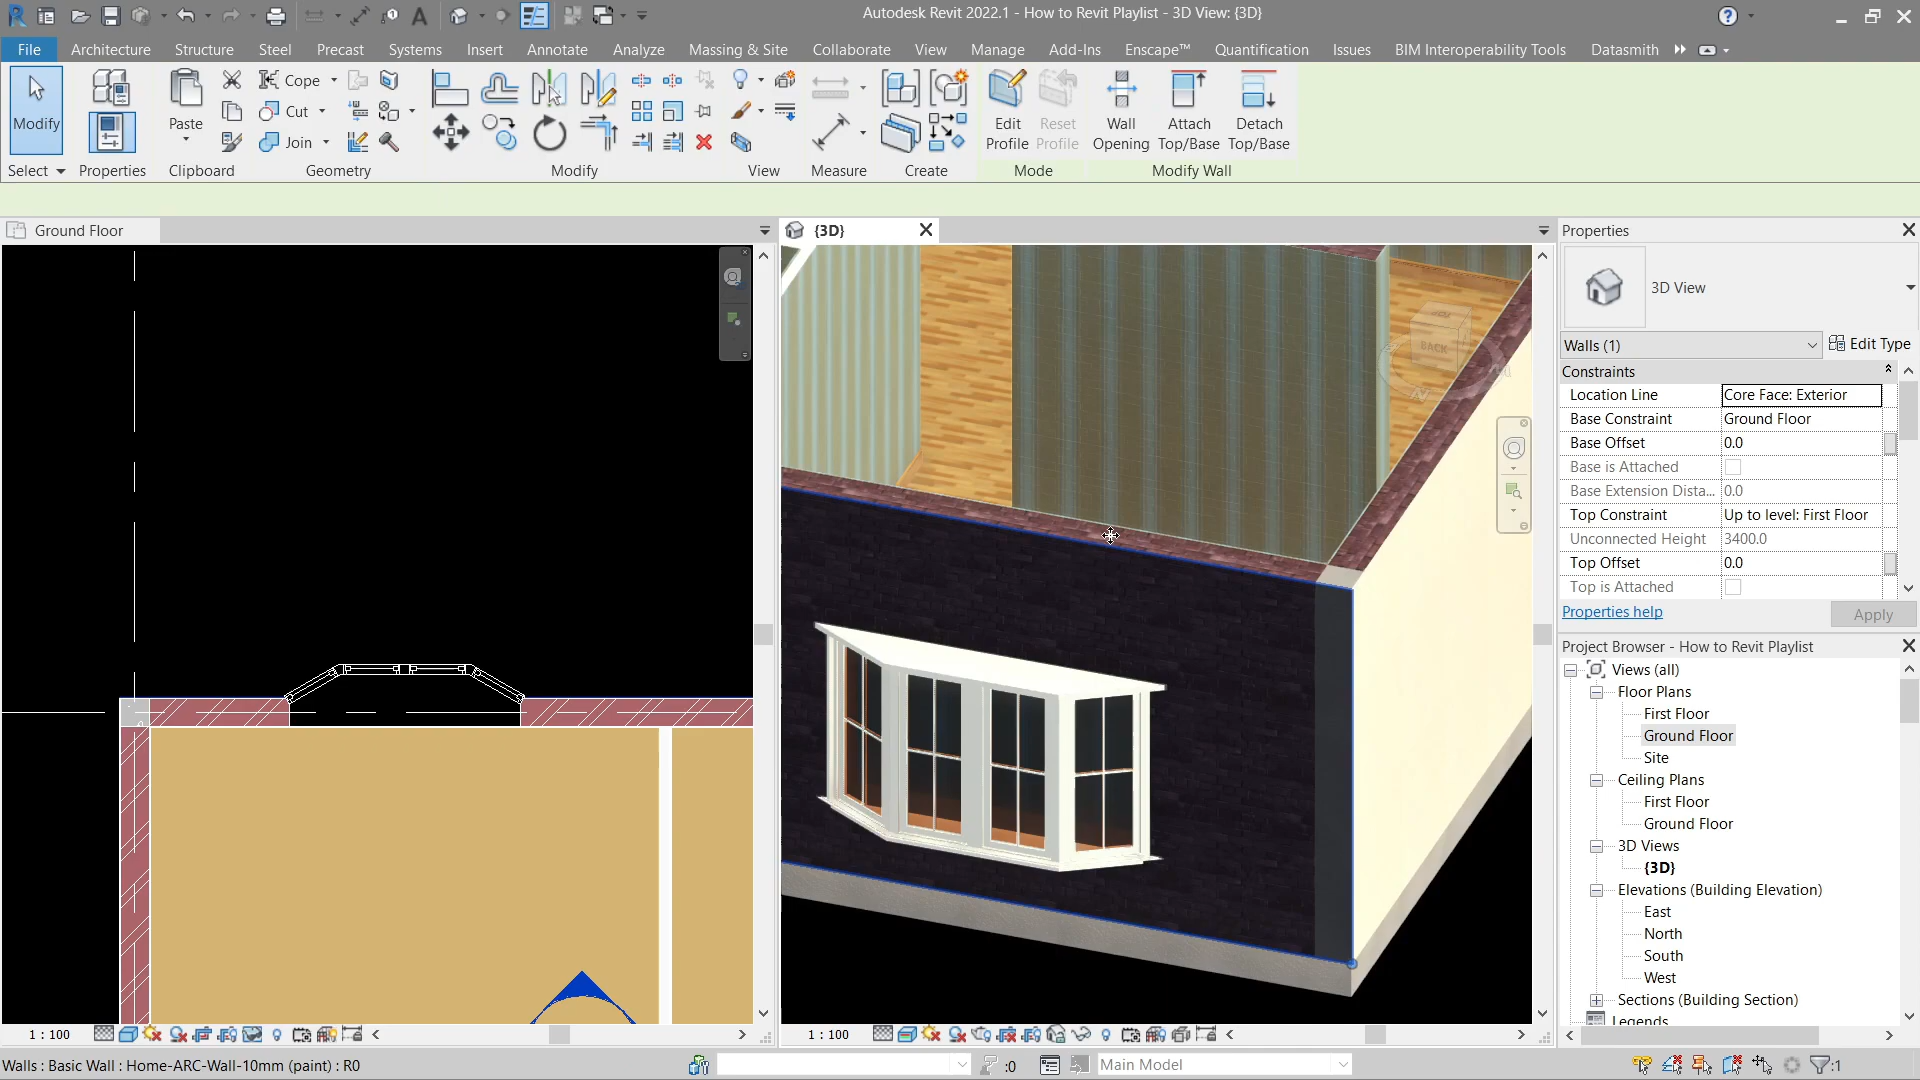 Autodesk Revit 2022.1 - How to Revit Playlist - 3D View: {3D}
File Architecture Structure Steel Precast Systems Insert Annotate Analyze Massing & Site Collaborate View Manage Add-Ins Enscape™ Quantification Issues BIM Interoperability Tools Datasmith
Modify
Paste
Cope
Cut
Join
Edit Profile
Reset Profile
Wall Opening
Attach Top/Base
Detach Top/Base
Select Properties Clipboard Geometry Modify View Measure Create Mode Modify Wall
Ground Floor
{3D}
BACK
1 : 100
1 : 100
Properties
3D View
Walls (1)
Edit Type
Constraints
Location Line Core Face: Exterior
Base Constraint Ground Floor
Base Offset 0.0
Base is Attached
Base Extension Dista... 0.0
Top Constraint Up to level: First Floor
Unconnected Height 3400.0
Top Offset 0.0
Top is Attached
Properties help
Apply
Project Browser - How to Revit Playlist
Views (all)
Floor Plans
First Floor
Ground Floor
Site
Ceiling Plans
First Floor
Ground Floor
3D Views
{3D}
Elevations (Building Elevation)
East
North
South
West
Sections (Building Section)
Legends
Walls : Basic Wall : Home-ARC-Wall-10mm (paint) : R0
:0
Main Model
:1